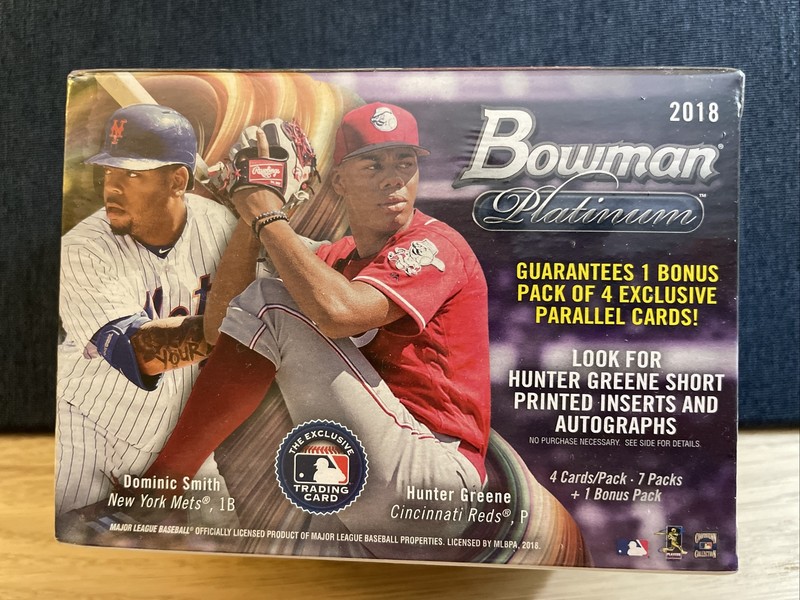 2018
Bowman®
Platinum™
GUARANTEES 1 BONUS
PACK OF 4 EXCLUSIVE
PARALLEL CARDS!
LOOK FOR
HUNTER GREENE SHORT
PRINTED INSERTS AND
AUTOGRAPHS
NO PURCHASE NECESSARY. SEE SIDE FOR DETAILS.
4 Cards/Pack · 7 Packs
+ 1 Bonus Pack
Rawlings
YOUR
THE EXCLUSIVE
TRADING
CARD
Dominic Smith
New York Mets®, 1B
Hunter Greene
Cincinnati Reds®, P
MAJOR LEAGUE BASEBALL® OFFICIALLY LICENSED PRODUCT OF MAJOR LEAGUE BASEBALL PROPERTIES. LICENSED BY MLBPA, 2018.